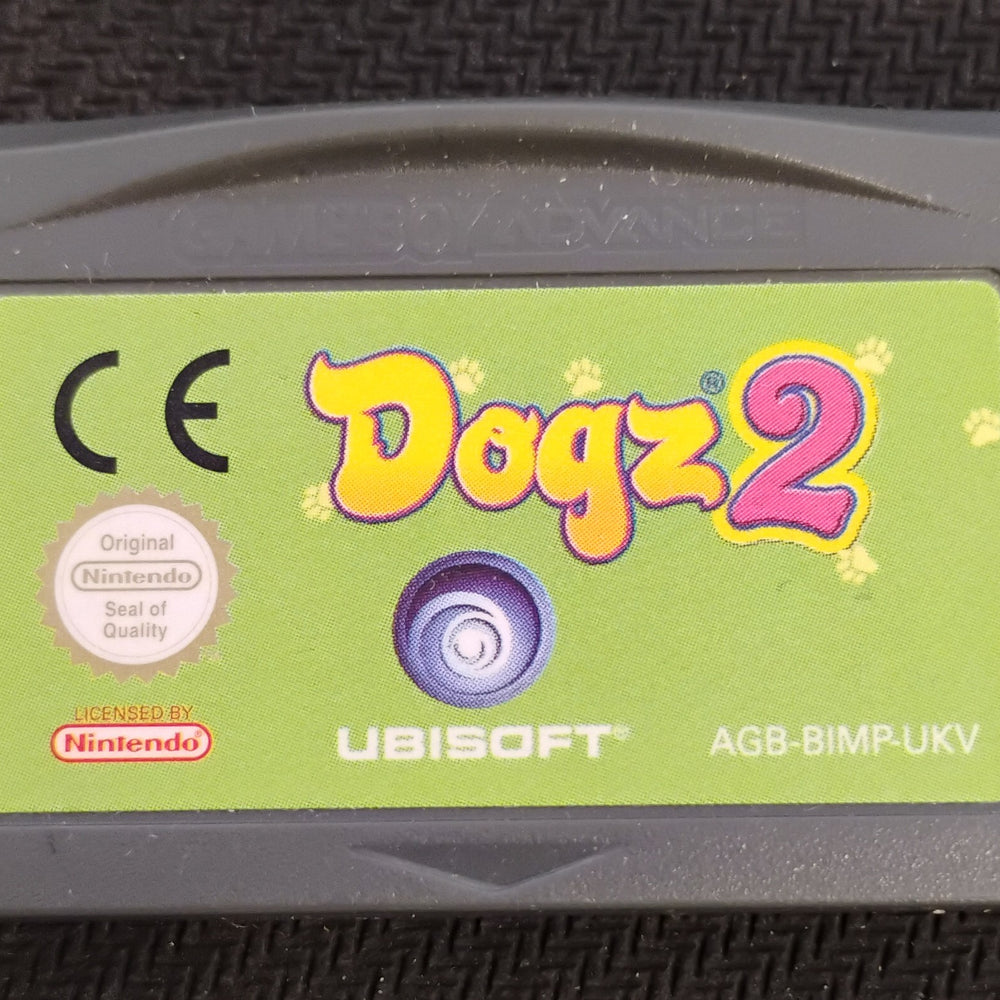 GAME BOY ADVANCE
CE
Dogz® 2
Original
Nintendo
Seal of
Quality
LICENSED BY
Nintendo®
UBISOFT®
AGB-BIMP-UKV